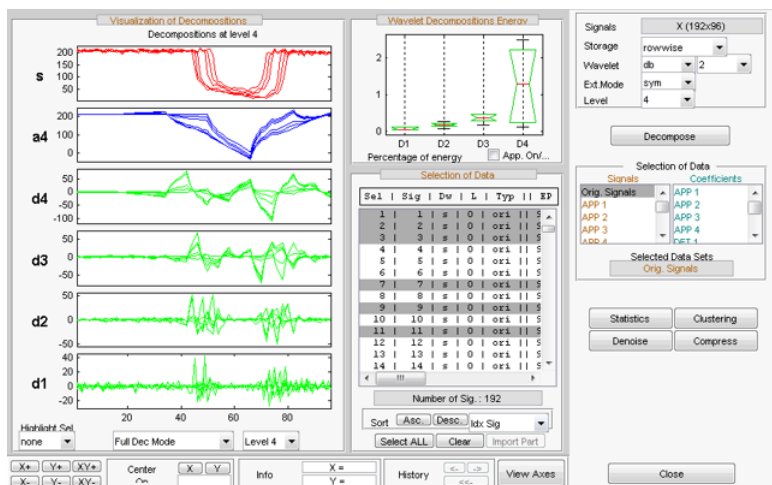 Visualization of Decompositions
Decompositions at level 4
s
200
150
100
50
a4
200
100
0
d4
50
0
-50
-100
d3
50
0
-50
d2
50
0
-50
d1
40
20
0
-20
20 40 60 80
Highlight Sel
none Full Dec Mode Level 4
Wavelet Decompositions Energy
2
1
0
D1 D2 D3 D4
Percentage of energy App. On/...
Selection of Data
Sel | Sig | Dw | L | Typ || EP
1 | 1 | s | 0 | ori || S
2 | 2 | s | 0 | ori || S
3 | 3 | s | 0 | ori || S
4 | 4 | s | 0 | ori || S
5 | 5 | s | 0 | ori || S
6 | 6 | s | 0 | ori || S
7 | 7 | s | 0 | ori || S
8 | 8 | s | 0 | ori || S
9 | 9 | s | 0 | ori || S
10 | 10 | s | 0 | ori || S
11 | 11 | s | 0 | ori || S
12 | 12 | s | 0 | ori || S
13 | 13 | s | 0 | ori || S
14 | 14 | s | 0 | ori || S
Number of Sig. : 192
Sort Asc. Desc. Idx Sig
Select ALL Clear Import Part
Signals X (192x96)
Storage rowwise
Wavelet db 2
Ext.Mode sym
Level 4
Decompose
Selection of Data
Signals Coefficients
Orig. Signals APP 1
APP 1 APP 2
APP 2 APP 3
APP 3 APP 4
APP 4 DET 1
Selected Data Sets
Orig. Signals
Statistics Clustering
Denoise Compress
Close
X+ Y+ XY+
X- Y- XY-
Center On X Y
Info X =
Y =
History <- ->
<<-
View Axes